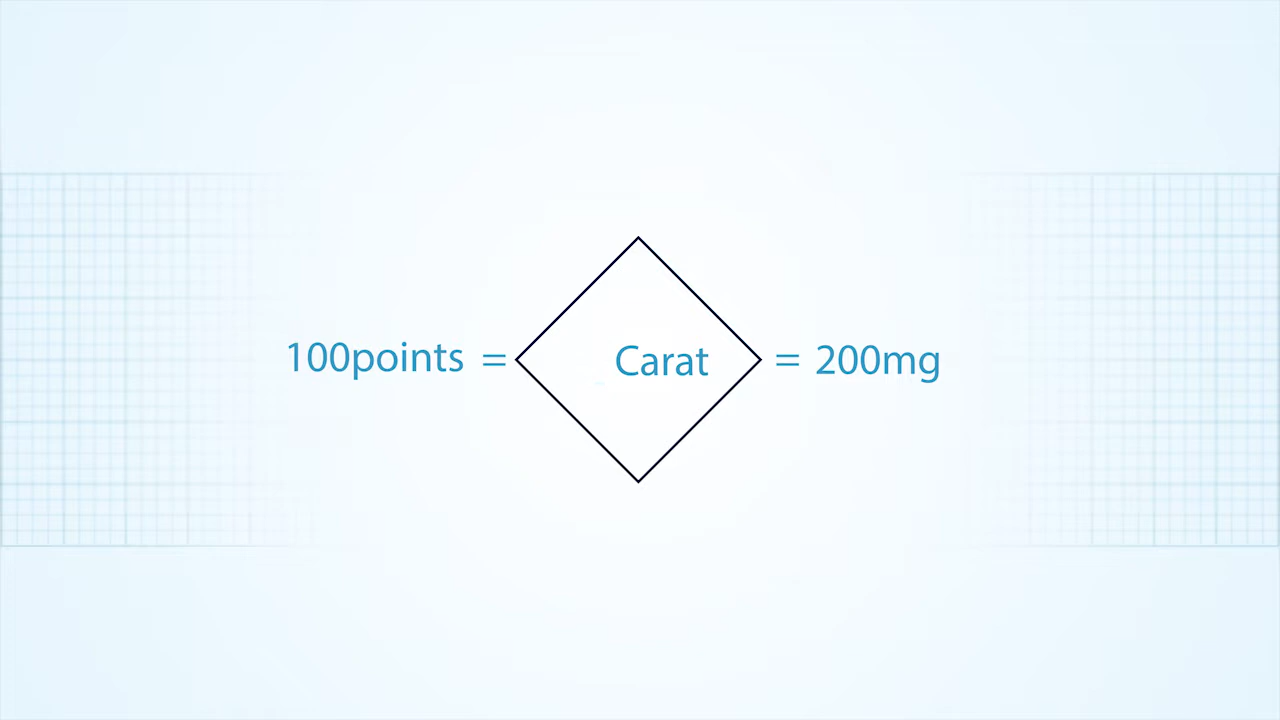 100points = Carat = 200mg